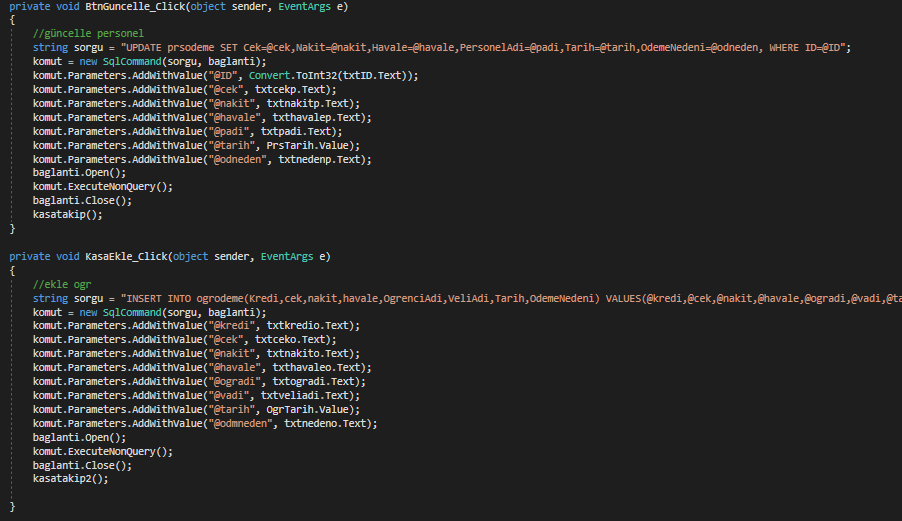 private void BtnGuncelle_Click(object sender, EventArgs e)
{
//güncelle personel
string sorgu = "UPDATE prsodeme SET Cek=@cek,Nakit=@nakit,Havale=@havale,PersonelAdi=@padi,Tarih=@tarih,OdemeNedeni=@odneden, WHERE ID=@ID";
komut = new SqlCommand(sorgu, baglanti);
komut.Parameters.AddWithValue("@ID", Convert.ToInt32(txtID.Text));
komut.Parameters.AddWithValue("@cek", txtcekp.Text);
komut.Parameters.AddWithValue("@nakit", txtnakitp.Text);
komut.Parameters.AddWithValue("@havale", txthavalep.Text);
komut.Parameters.AddWithValue("@padi", txtpadi.Text);
komut.Parameters.AddWithValue("@tarih", PrsTarih.Value);
komut.Parameters.AddWithValue("@odneden", txtnedenp.Text);
baglanti.Open();
komut.ExecuteNonQuery();
baglanti.Close();
kasatakip();
}
private void KasaEkle_Click(object sender, EventArgs e)
{
//ekle ogr
string sorgu = "INSERT INTO ogrodeme(Kredi,cek,nakit,havale,OgrenciAdi,VeliAdi,Tarih,OdemeNedeni) VALUES(@kredi,@cek,@nakit,@havale,@ogradi,@vadi,@ta
komut = new SqlCommand(sorgu, baglanti);
komut.Parameters.AddWithValue("@kredi", txtkredio.Text);
komut.Parameters.AddWithValue("@cek", txtceko.Text);
komut.Parameters.AddWithValue("@nakit", txtnakito.Text);
komut.Parameters.AddWithValue("@havale", txthavaleo.Text);
komut.Parameters.AddWithValue("@ogradi", txtogradi.Text);
komut.Parameters.AddWithValue("@vadi", txtveliadi.Text);
komut.Parameters.AddWithValue("@tarih", OgrTarih.Value);
komut.Parameters.AddWithValue("@odmneden", txtnedeno.Text);
baglanti.Open();
komut.ExecuteNonQuery();
baglanti.Close();
kasatakip2();
}